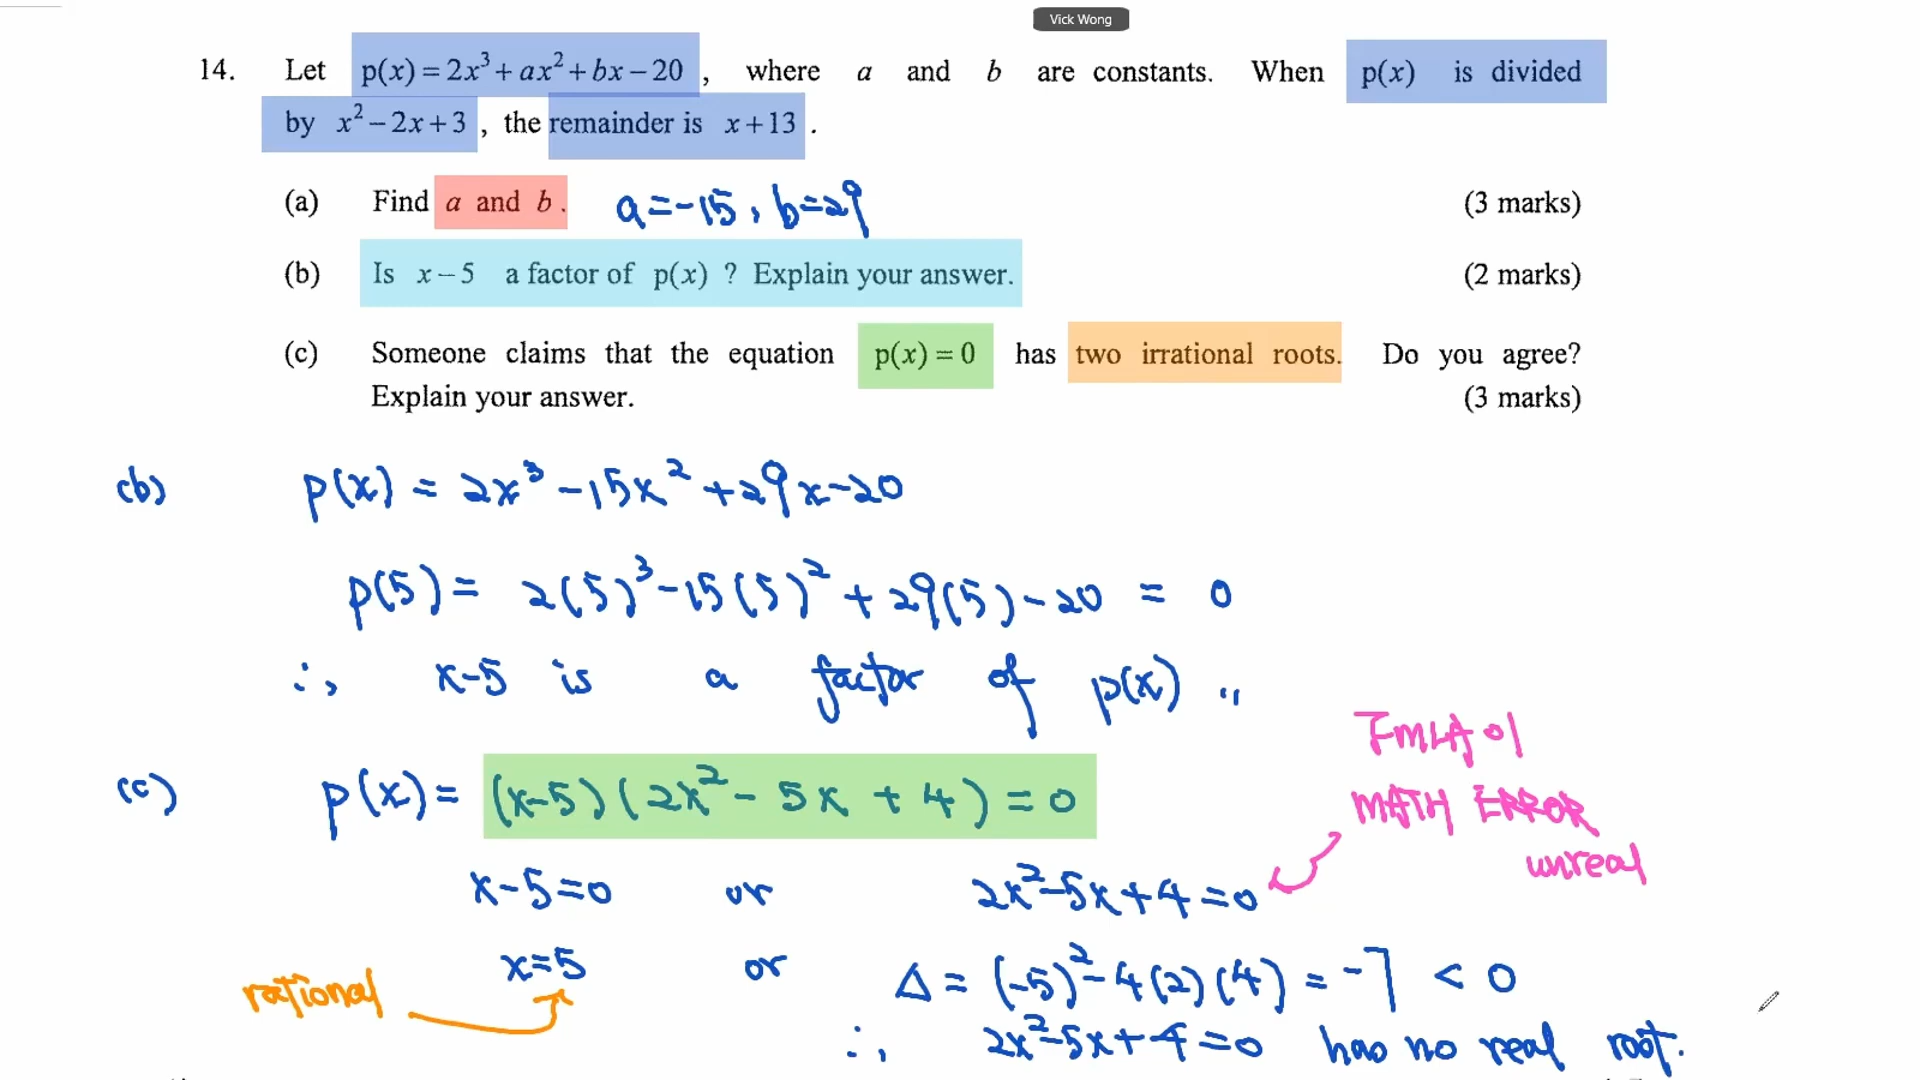 Vick Wong
14. Let p(x) = 2x³ + ax² + bx − 20 , where a and b are constants. When p(x) is divided
by x² − 2x + 3 , the remainder is x + 13 .
(a) Find a and b . a = -15 , b = 29 (3 marks)
(b) Is x − 5 a factor of p(x) ? Explain your answer. (2 marks)
(c) Someone claims that the equation p(x) = 0 has two irrational roots. Do you agree?
Explain your answer. (3 marks)
(b) p(x) = 2x³ - 15x² + 29x - 20
p(5) = 2(5)³ - 15(5)² + 29(5) - 20 = 0
∴, x-5 is a factor of p(x) "
FMLA 01
(c) p(x) = (x-5)(2x² - 5x + 4) = 0
MATH ERROR
unreal
x-5=0 or 2x²-5x+4=0
x=5 or Δ = (-5)² - 4(2)(4) = -7 < 0
rational
∴, 2x²-5x+4=0 has no real root.